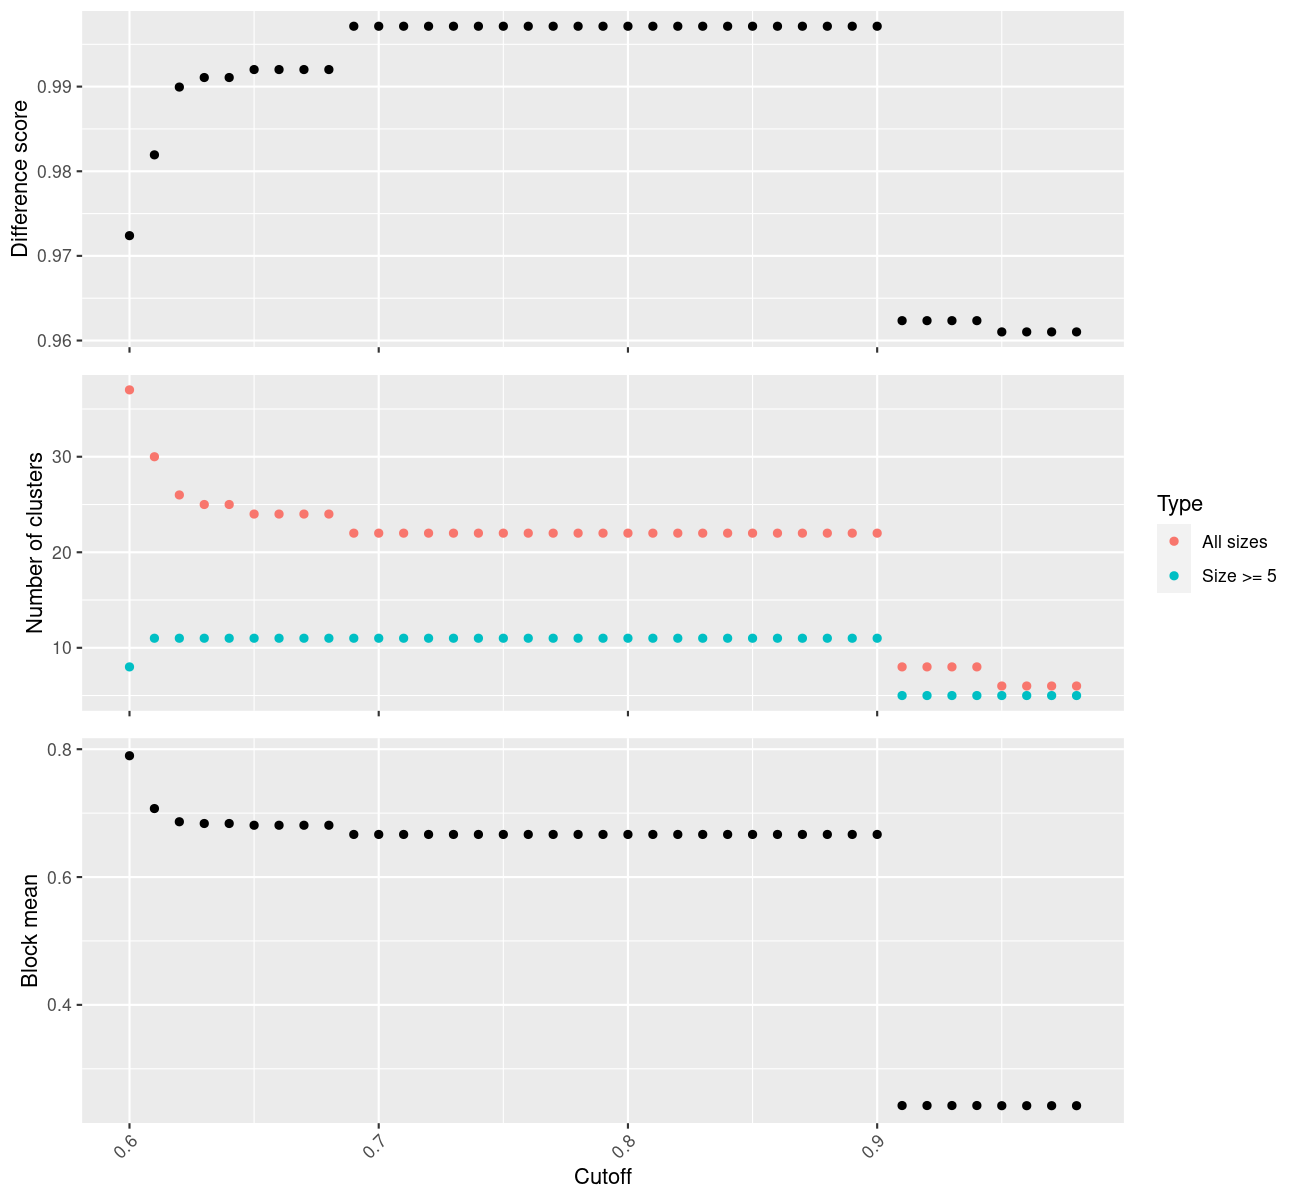 Difference score
0.99
0.98
0.97
0.96
Number of clusters
30
20
10
Type
All sizes
Size >= 5
Block mean
0.8
0.6
0.4
0.6
0.7
0.8
0.9
Cutoff